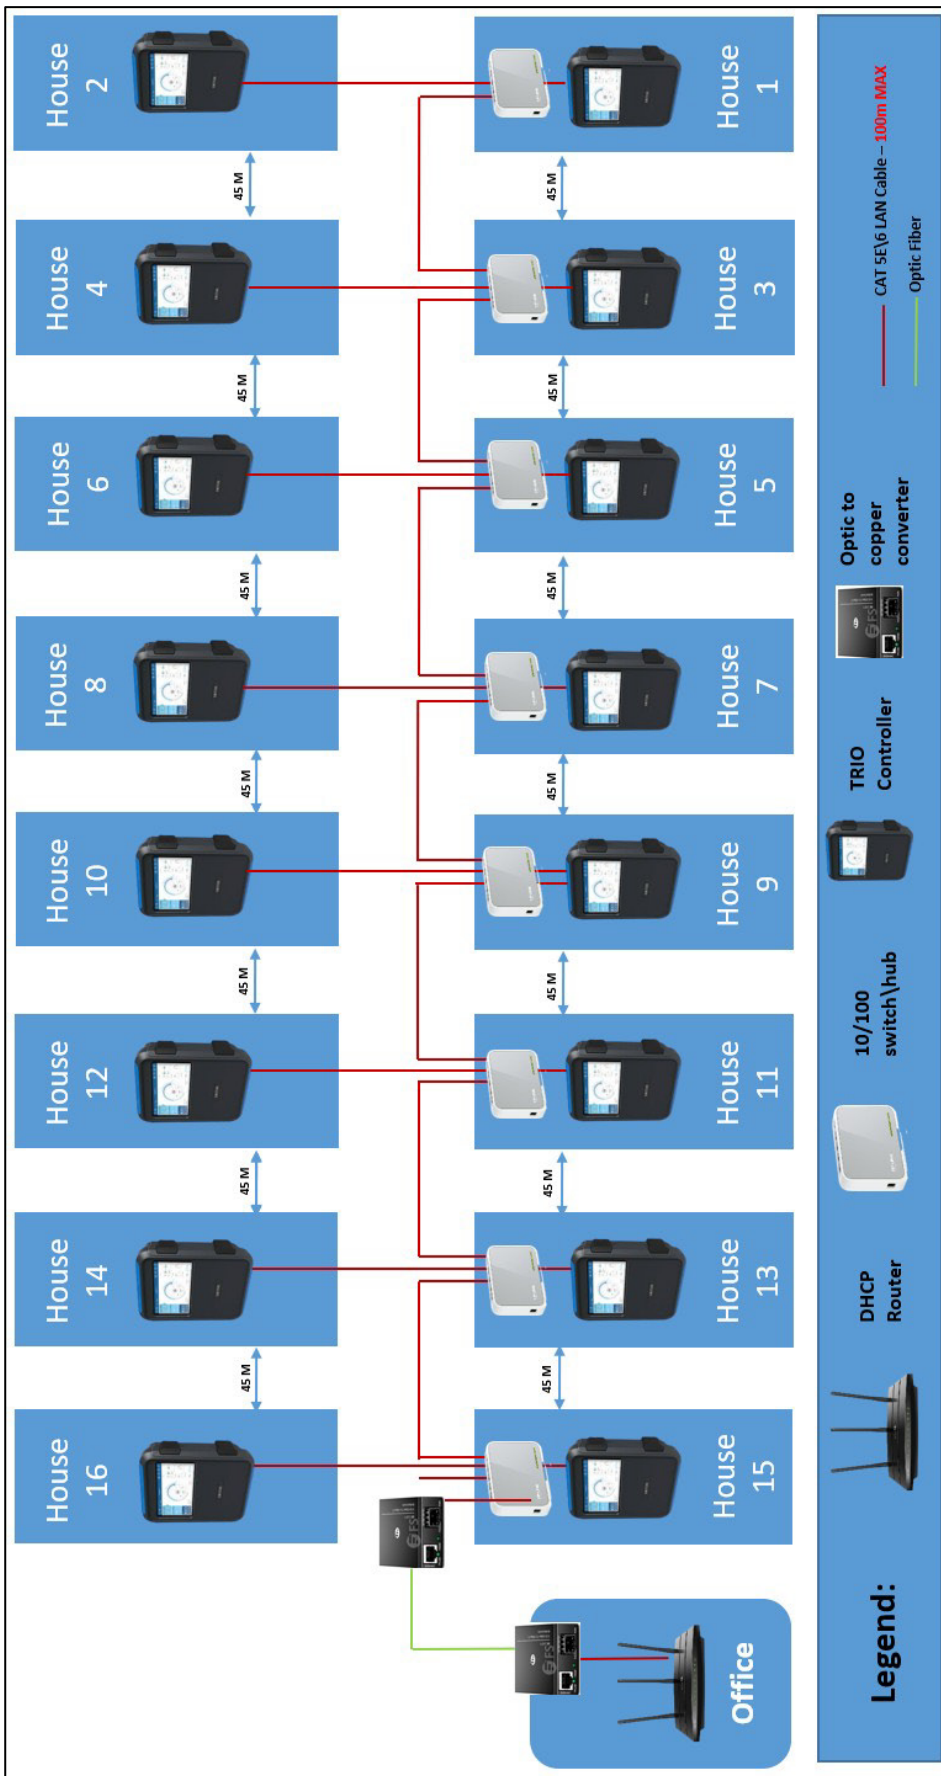 House
2
House
4
House
6
House
8
House
10
House
12
House
14
House
16
45 M
45 M
45 M
45 M
45 M
45 M
45 M
House
1
House
3
House
5
House
7
House
9
House
11
House
13
House
15
45 M
45 M
45 M
45 M
45 M
45 M
45 M
FS
FS
Office
Legend:
DHCP
Router
10/100
switch\hub
TRIO
Controller
FS
Optic to
copper
converter
CAT 5E\6 LAN Cable – 100m MAX
Optic Fiber